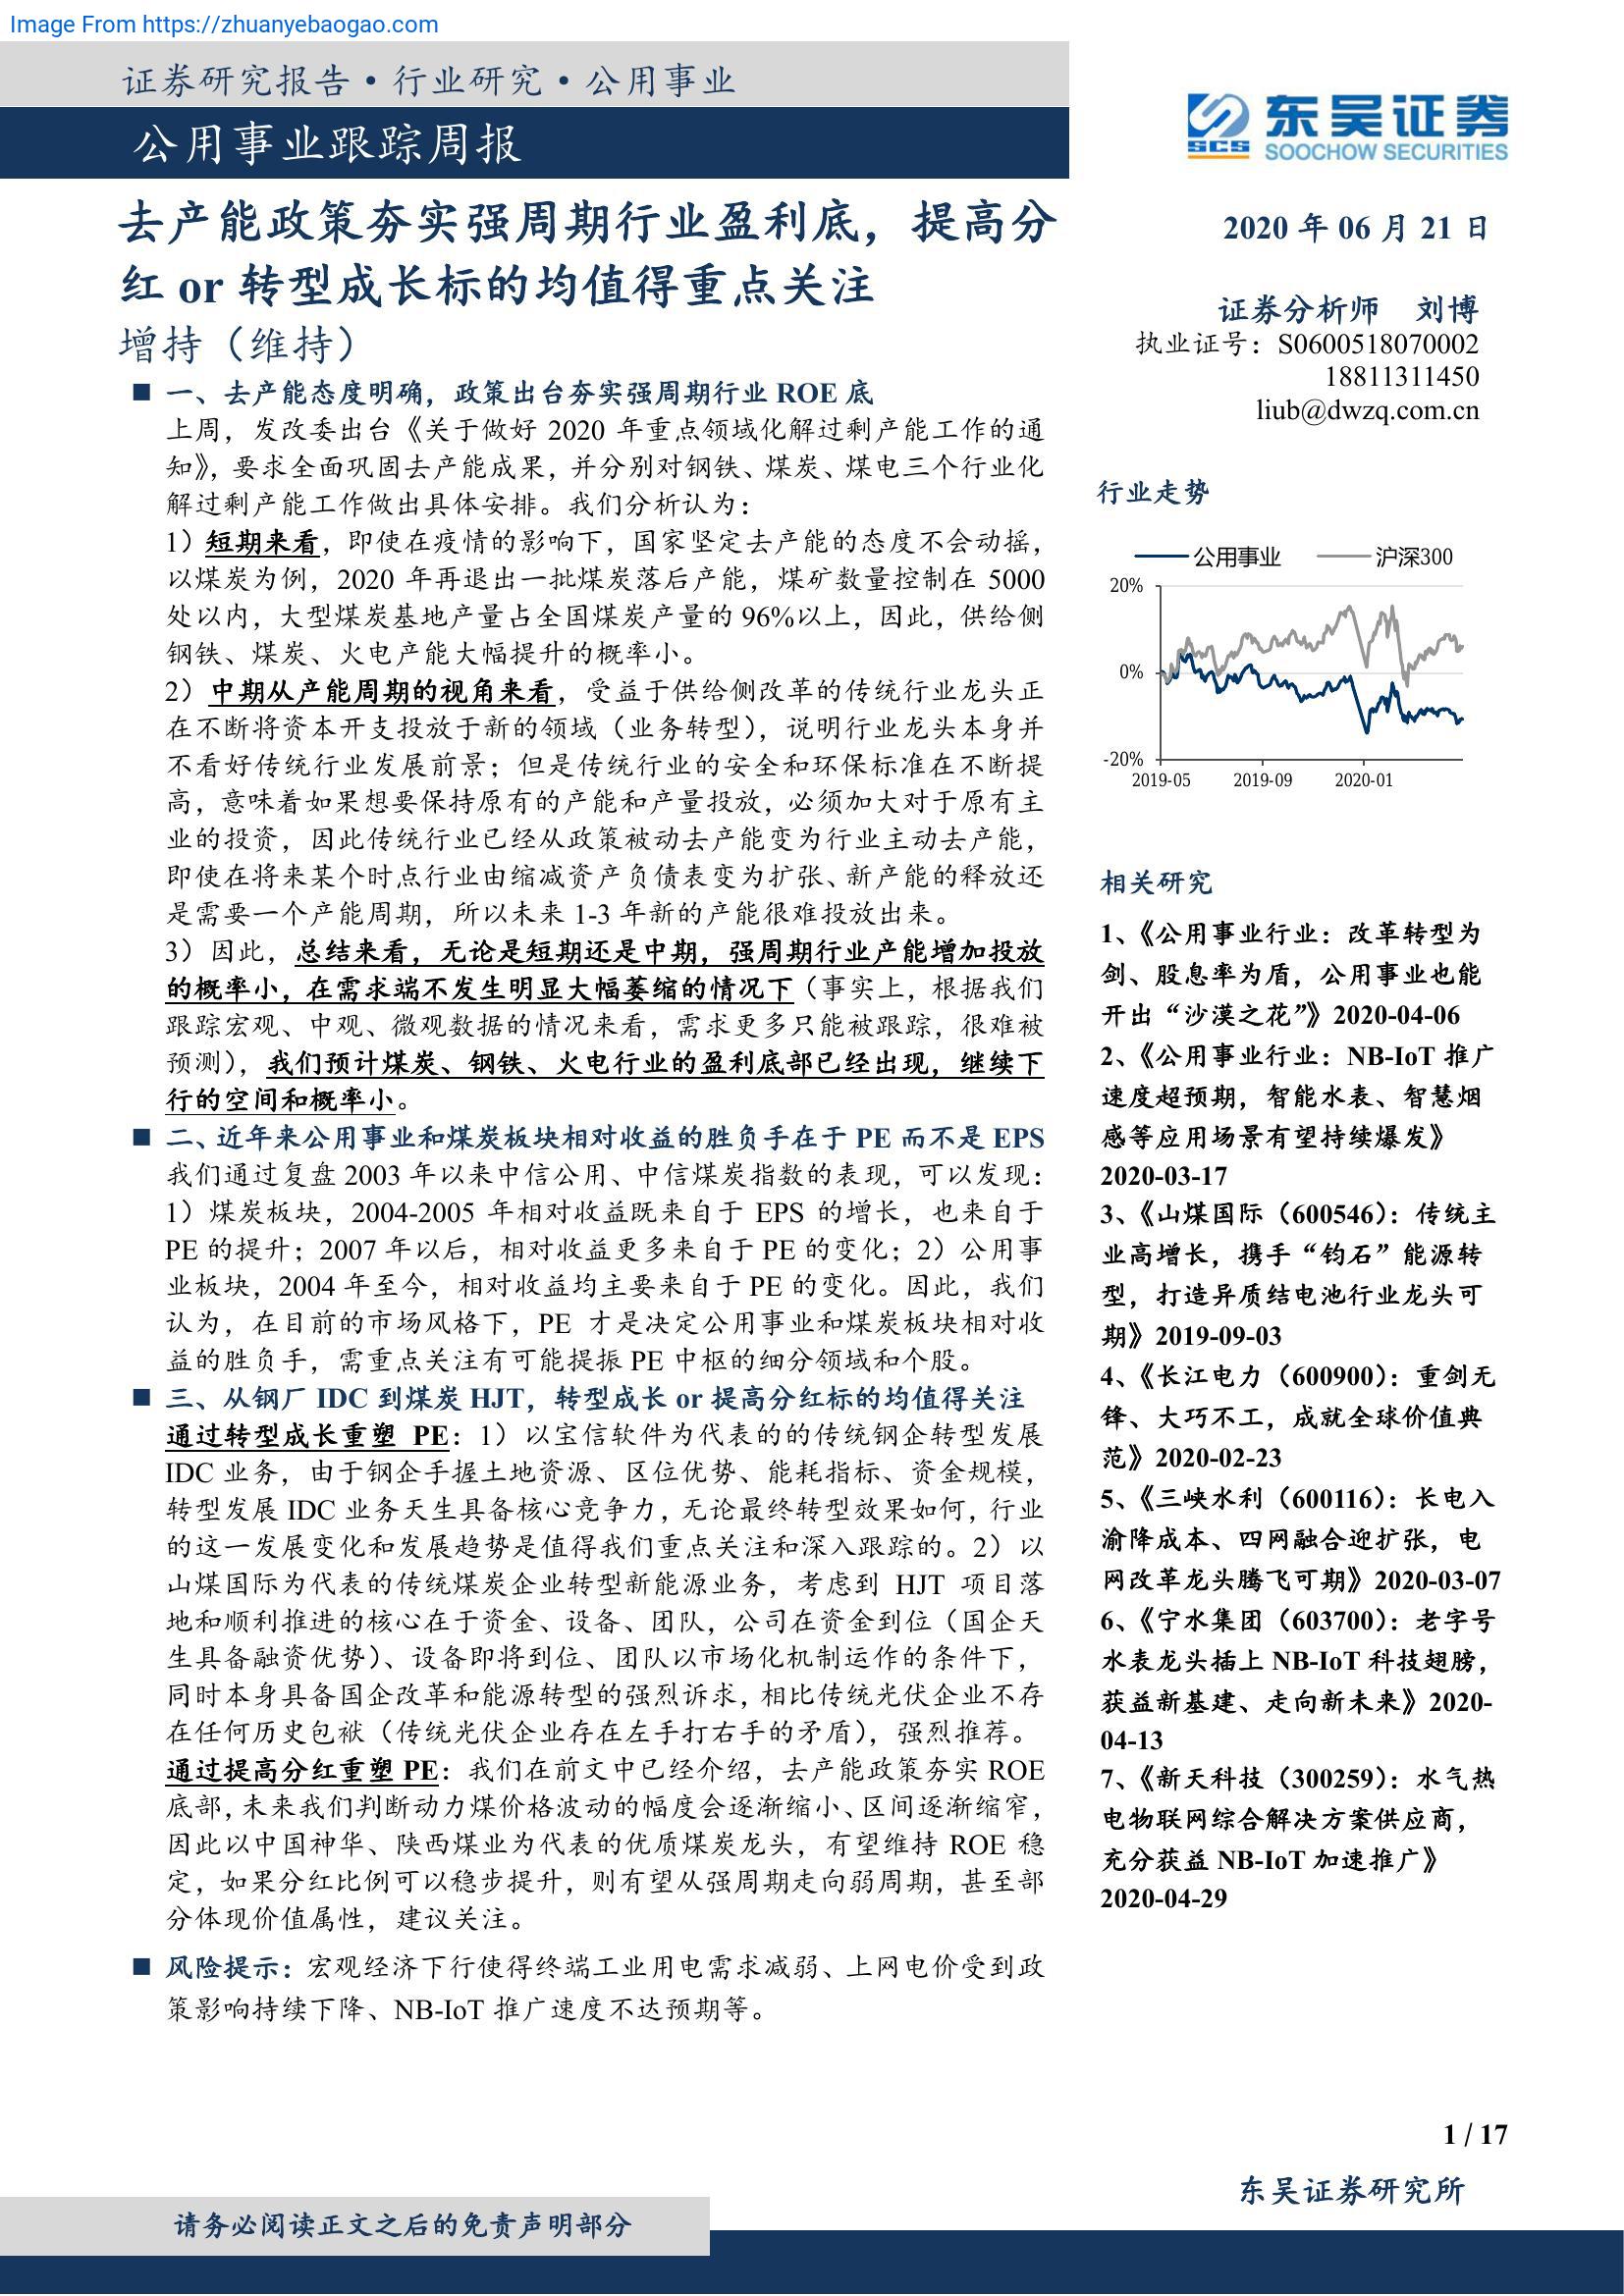 Image From https://zhuanyebaogao.com
证券研究报告·行业研究·公用事业
公用事业跟踪周报
东吴证券
SCS
SOOCHOW SECURITIES
去产能政策夯实强周期行业盈利底，提高分
红 or 转型成长标的均值得重点关注
增持（维持）
■ 一、去产能态度明确，政策出台夯实强周期行业 ROE 底
上周，发改委出台《关于做好 2020 年重点领域化解过剩产能工作的通
知》，要求全面巩固去产能成果，并分别对钢铁、煤炭、煤电三个行业化
解过剩产能工作做出具体安排。我们分析认为：
1）短期来看，即使在疫情的影响下，国家坚定去产能的态度不会动摇，
以煤炭为例，2020 年再退出一批煤炭落后产能，煤矿数量控制在 5000
处以内，大型煤炭基地产量占全国煤炭产量的 96%以上，因此，供给侧
钢铁、煤炭、火电产能大幅提升的概率小。
2）中期从产能周期的视角来看，受益于供给侧改革的传统行业龙头正
在不断将资本开支投放于新的领域（业务转型），说明行业龙头本身并
不看好传统行业发展前景；但是传统行业的安全和环保标准在不断提
高，意味着如果想要保持原有的产能和产量投放，必须加大对于原有主
业的投资，因此传统行业已经从政策被动去产能变为行业主动去产能，
即使在将来某个时点行业由缩减资产负债表变为扩张、新产能的释放还
是需要一个产能周期，所以未来 1-3 年新的产能很难投放出来。
3）因此，总结来看，无论是短期还是中期，强周期行业产能增加投放
的概率小，在需求端不发生明显大幅萎缩的情况下（事实上，根据我们
跟踪宏观、中观、微观数据的情况来看，需求更多只能被跟踪，很难被
预测），我们预计煤炭、钢铁、火电行业的盈利底部已经出现，继续下
行的空间和概率小。
■ 二、近年来公用事业和煤炭板块相对收益的胜负手在于 PE 而不是 EPS
我们通过复盘 2003 年以来中信公用、中信煤炭指数的表现，可以发现：
1）煤炭板块，2004-2005 年相对收益既来自于 EPS 的增长，也来自于
PE 的提升；2007 年以后，相对收益更多来自于 PE 的变化；2）公用事
业板块，2004 年至今，相对收益均主要来自于 PE 的变化。因此，我们
认为，在目前的市场风格下，PE 才是决定公用事业和煤炭板块相对收
益的胜负手，需重点关注有可能提振 PE 中枢的细分领域和个股。
■ 三、从钢厂 IDC 到煤炭 HJT，转型成长 or 提高分红标的均值得关注
通过转型成长重塑 PE：1）以宝信软件为代表的的传统钢企转型发展
IDC 业务，由于钢企手握土地资源、区位优势、能耗指标、资金规模，
转型发展 IDC 业务天生具备核心竞争力，无论最终转型效果如何，行业
的这一发展变化和发展趋势是值得我们重点关注和深入跟踪的。2）以
山煤国际为代表的传统煤炭企业转型新能源业务，考虑到 HJT 项目落
地和顺利推进的核心在于资金、设备、团队，公司在资金到位（国企天
生具备融资优势）、设备即将到位、团队以市场化机制运作的条件下，
同时本身具备国企改革和能源转型的强烈诉求，相比传统光伏企业不存
在任何历史包袱（传统光伏企业存在左手打右手的矛盾），强烈推荐。
通过提高分红重塑 PE：我们在前文中已经介绍，去产能政策夯实 ROE
底部，未来我们判断动力煤价格波动的幅度会逐渐缩小、区间逐渐缩窄，
因此以中国神华、陕西煤业为代表的优质煤炭龙头，有望维持 ROE 稳
定，如果分红比例可以稳步提升，则有望从强周期走向弱周期，甚至部
分体现价值属性，建议关注。
■ 风险提示：宏观经济下行使得终端工业用电需求减弱、上网电价受到政
策影响持续下降、NB-IoT 推广速度不达预期等。
2020 年 06 月 21 日
证券分析师 刘博
执业证号：S0600518070002
18811311450
liub@dwzq.com.cn
行业走势
公用事业 沪深300
20%
0%
-20%
2019-05 2019-09 2020-01
相关研究
1、《公用事业行业：改革转型为
剑、股息率为盾，公用事业也能
开出“沙漠之花”》2020-04-06
2、《公用事业行业：NB-IoT 推广
速度超预期，智能水表、智慧烟
感等应用场景有望持续爆发》
2020-03-17
3、《山煤国际（600546）：传统主
业高增长，携手“钧石”能源转
型，打造异质结电池行业龙头可
期》2019-09-03
4、《长江电力（600900）：重剑无
锋、大巧不工，成就全球价值典
范》2020-02-23
5、《三峡水利（600116）：长电入
渝降成本、四网融合迎扩张，电
网改革龙头腾飞可期》2020-03-07
6、《宁水集团（603700）：老字号
水表龙头插上 NB-IoT 科技翅膀，
获益新基建、走向新未来》2020-
04-13
7、《新天科技（300259）：水气热
电物联网综合解决方案供应商，
充分获益 NB-IoT 加速推广》
2020-04-29
1 / 17
东吴证券研究所
请务必阅读正文之后的免责声明部分